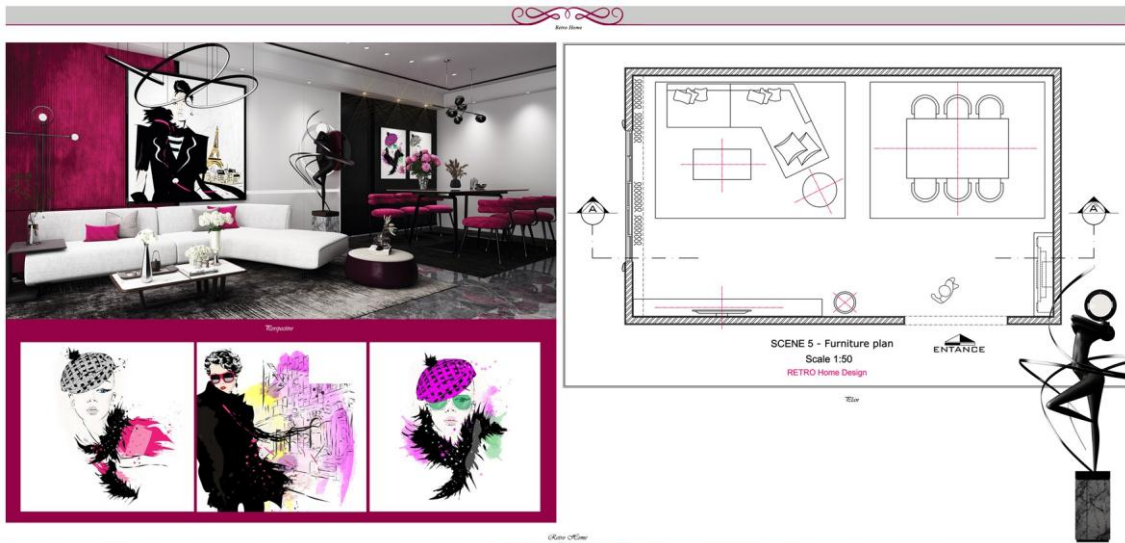 Retro Home
Perspective
A
A
SCENE 5 - Furniture plan
Scale 1:50
RETRO Home Design
ENTANCE
Plan
Retro Home